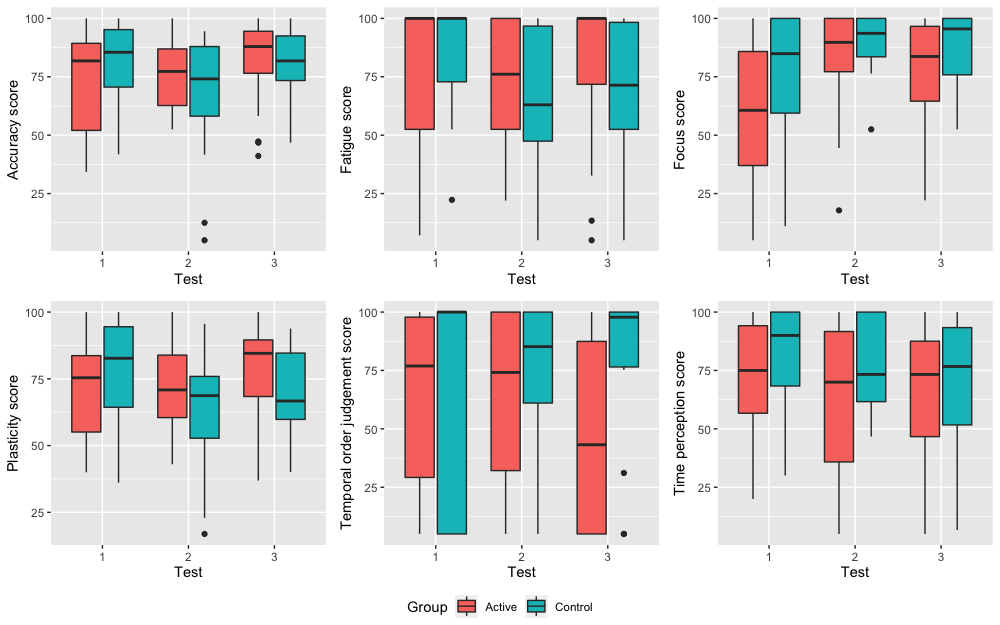 Accuracy score
100
75
50
25
1 2 3
Test
Fatigue score
100
75
50
25
1 2 3
Test
Focus score
100
75
50
25
1 2 3
Test
Plasticity score
100
75
50
25
1 2 3
Test
Temporal order judgement score
100
75
50
25
1 2 3
Test
Time perception score
100
75
50
25
1 2 3
Test
Group Active Control